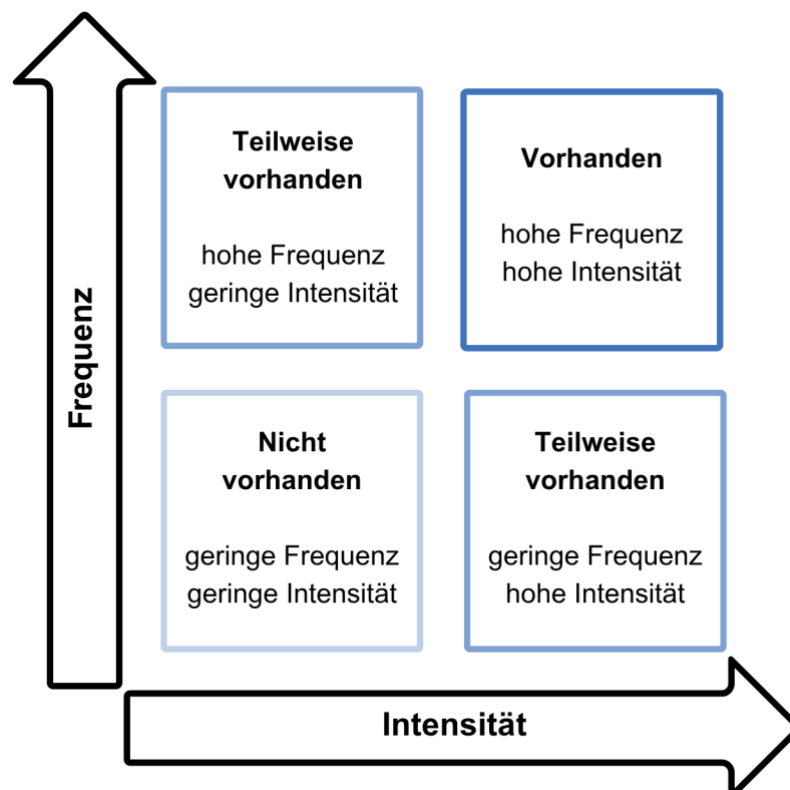 Teilweise
vorhanden
hohe Frequenz
geringe Intensität
Vorhanden
hohe Frequenz
hohe Intensität
Frequenz
Nicht
vorhanden
geringe Frequenz
geringe Intensität
Teilweise
vorhanden
geringe Frequenz
hohe Intensität
Intensität